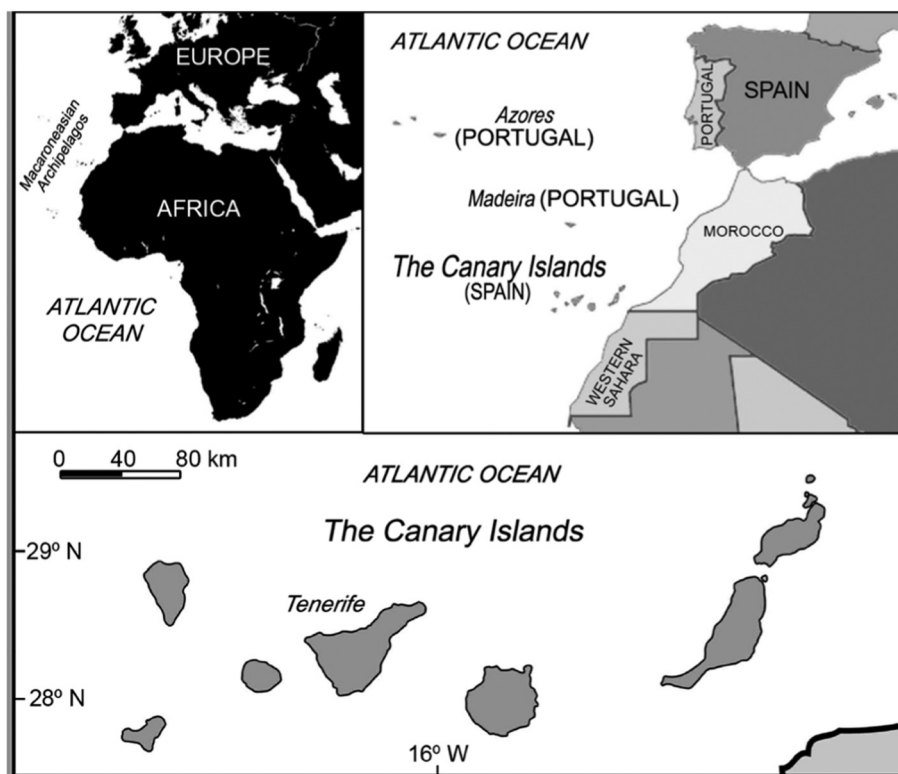 EUROPE
Macaroneasian
Archipelagos
AFRICA
ATLANTIC
OCEAN
ATLANTIC OCEAN
SPAIN
PORTUGAL
Azores
(PORTUGAL)
Madeira (PORTUGAL)
MOROCCO
The Canary Islands
(SPAIN)
WESTERN
SAHARA
0 40 80 km
ATLANTIC OCEAN
The Canary Islands
29º N
Tenerife
28º N
16º W